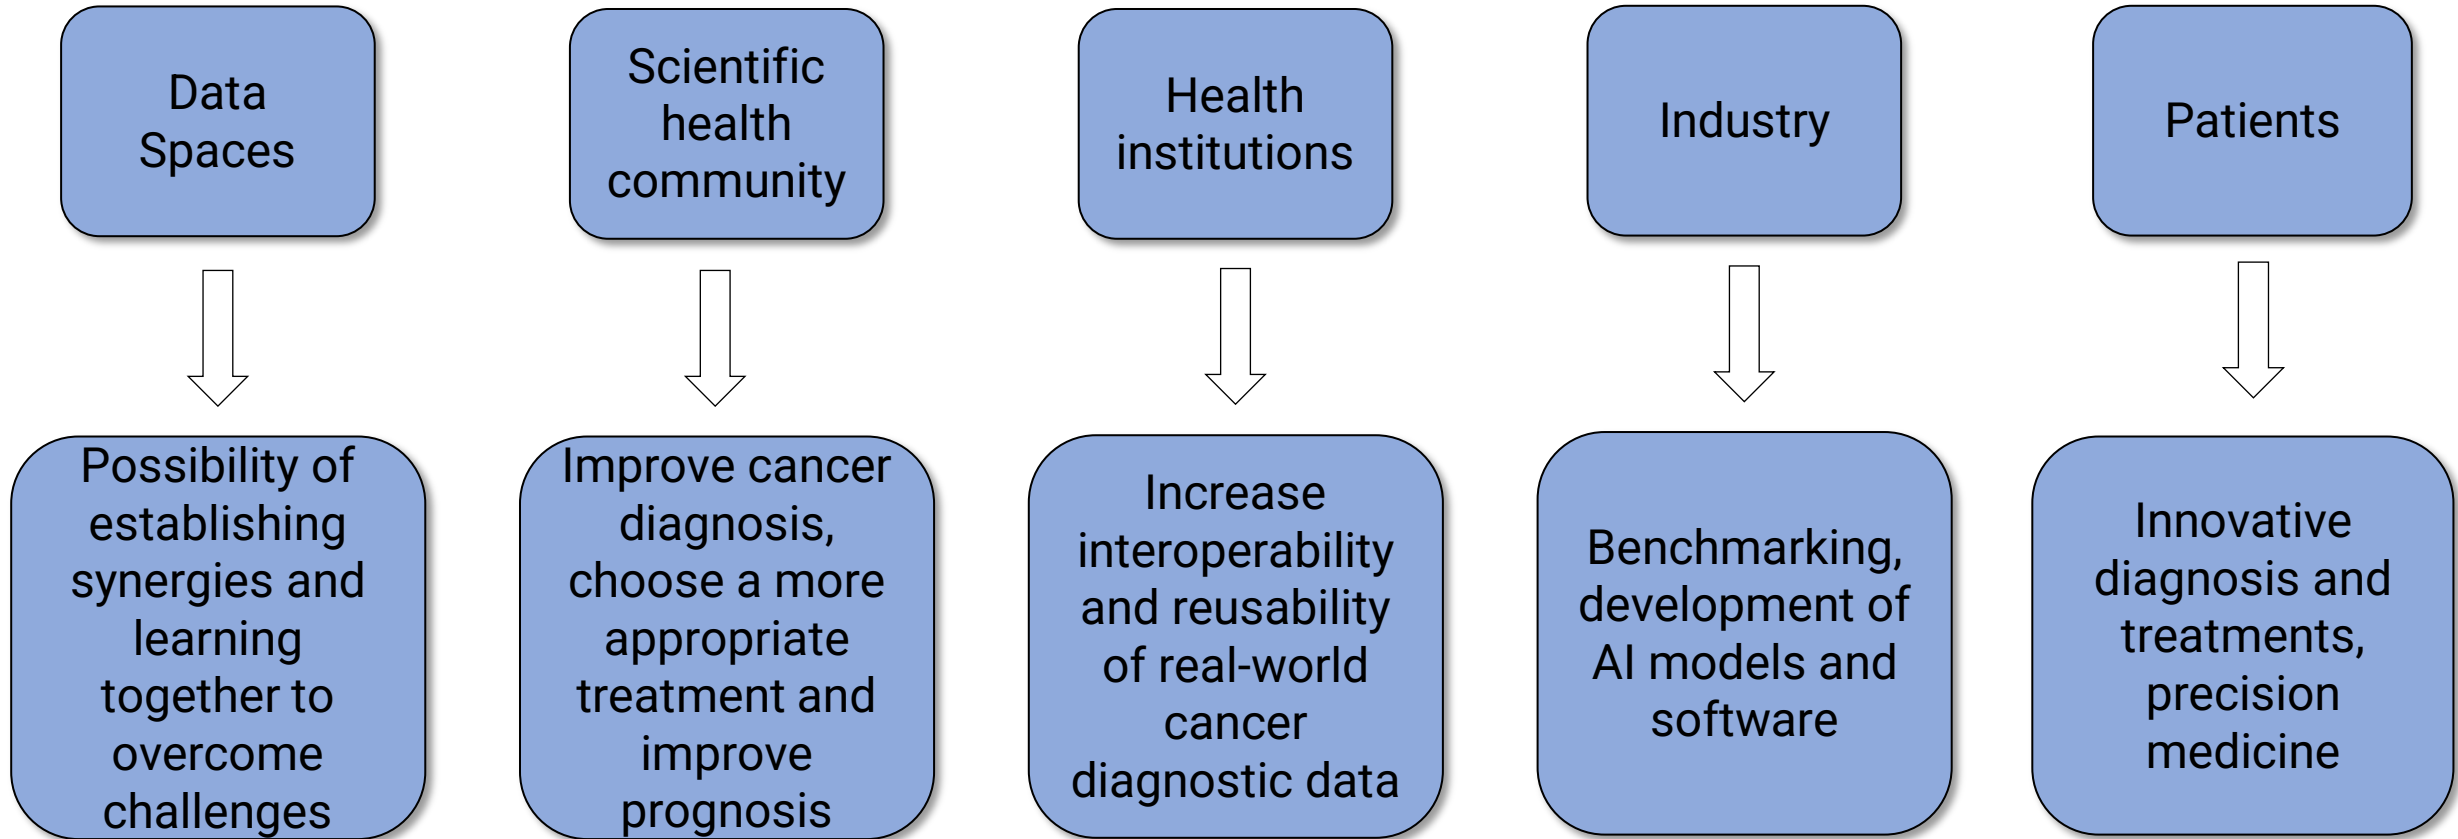 Data
Spaces
Scientific
health
community
Health
institutions
Industry
Patients
Possibility of
establishing
synergies and
learning
together to
overcome
challenges
Improve cancer
diagnosis,
choose a more
appropriate
treatment and
improve
prognosis
Increase
interoperability
and reusability
of real-world
cancer
diagnostic data
Benchmarking,
development of
AI models and
software
Innovative
diagnosis and
treatments,
precision
medicine